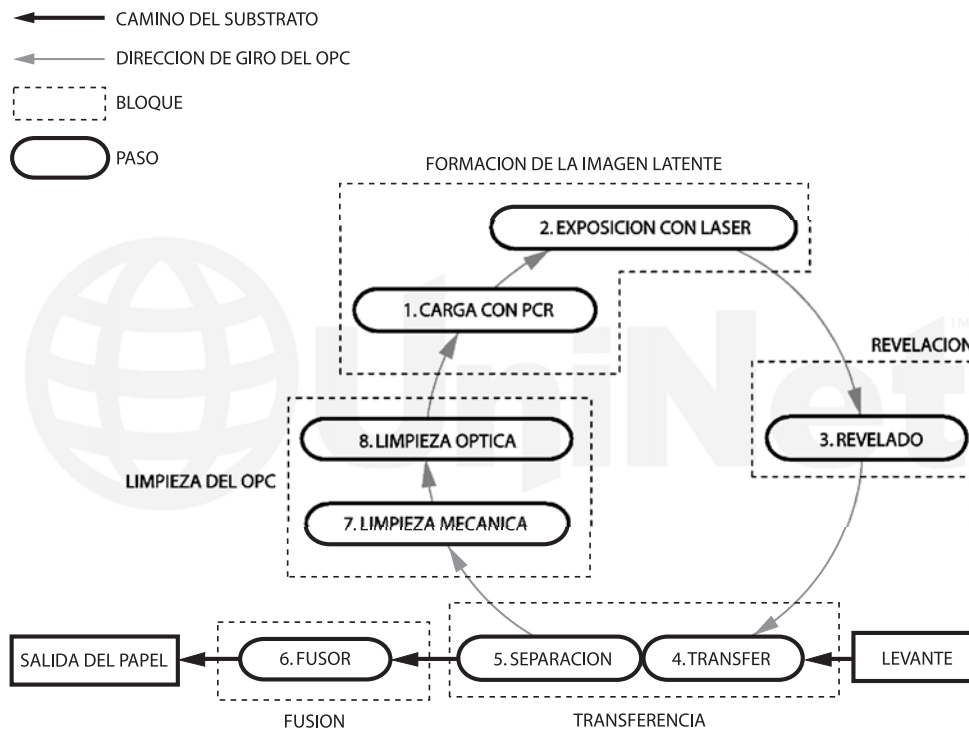 CAMINO DEL SUBSTRATO
DIRECCION DE GIRO DEL OPC
BLOQUE
PASO
FORMACION DE LA IMAGEN LATENTE
2. EXPOSICION CON LASER
1. CARGA CON PCR
UniNet
TM
REVELACION
3. REVELADO
8. LIMPIEZA OPTICA
LIMPIEZA DEL OPC
7. LIMPIEZA MECANICA
SALIDA DEL PAPEL
6. FUSOR
5. SEPARACION
4. TRANSFER
LEVANTE
FUSION
TRANSFERENCIA